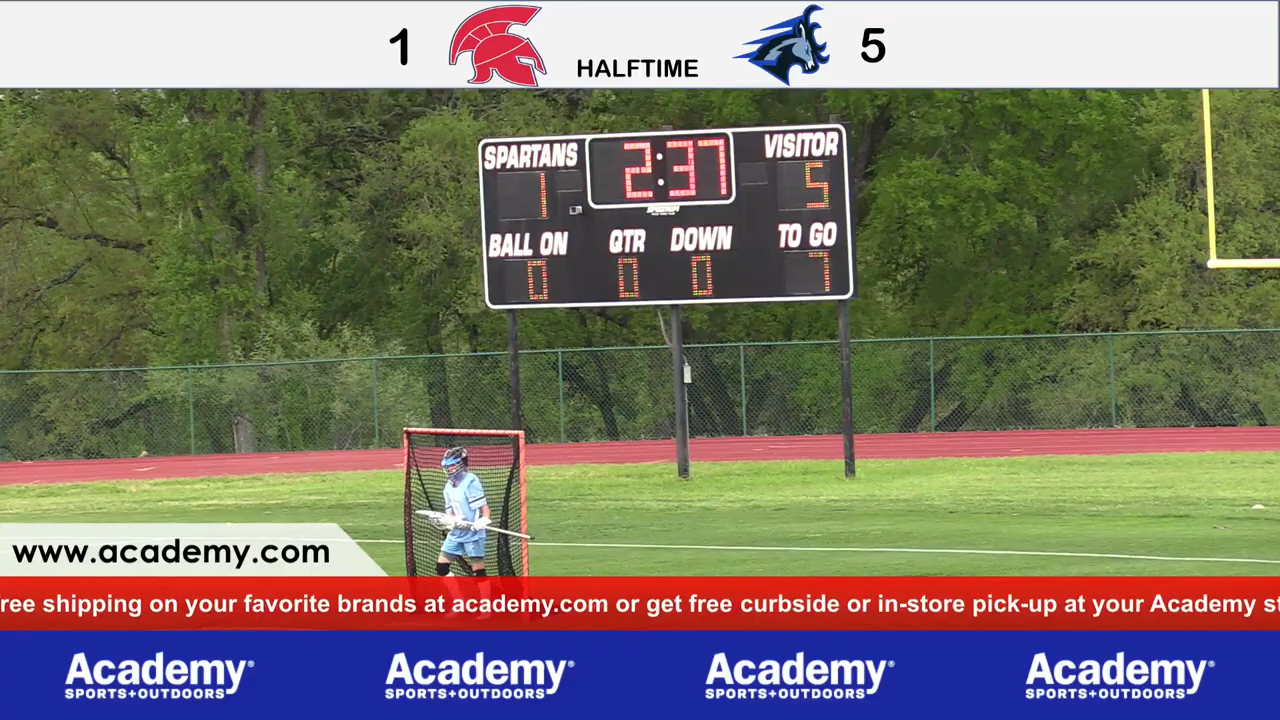 1 HALFTIME 5
SPARTANS 2:37 VISITOR
1 5
BALL ON QTR DOWN TO GO
0 0 0 7
www.academy.com
ree shipping on your favorite brands at academy.com or get free curbside or in-store pick-up at your Academy st
Academy Academy Academy Academy
SPORTS+OUTDOORS SPORTS+OUTDOORS SPORTS+OUTDOORS SPORTS+OUTDOORS